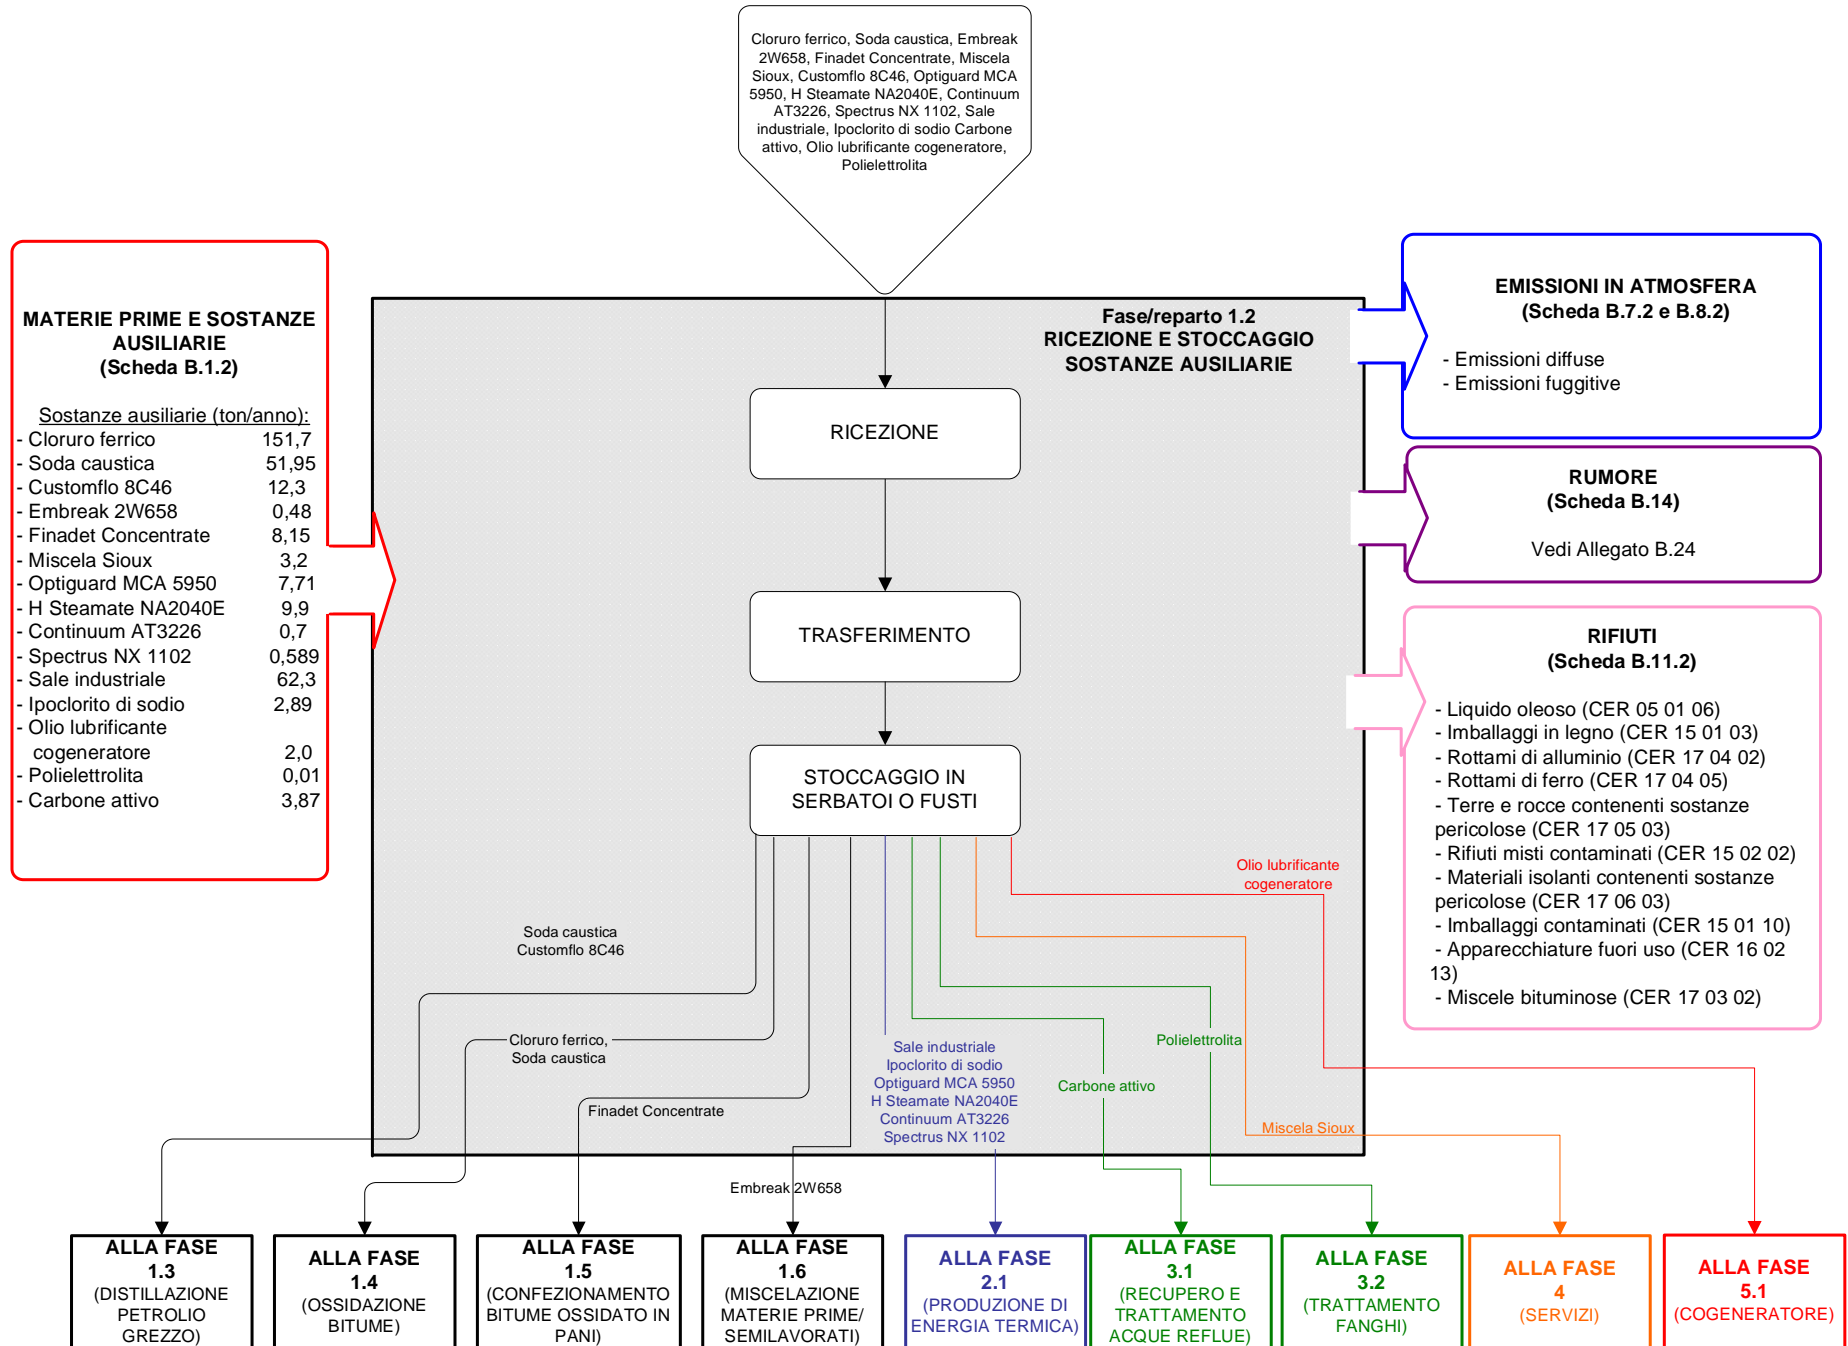 Cloruro ferrico, Soda caustica, Embreak
2W658, Finadet Concentrate, Miscela
Sioux, Customflo 8C46, Optiguard MCA
5950, H Steamate NA2040E, Continuum
AT3226, Spectrus NX 1102, Sale
industriale, Ipoclorito di sodio Carbone
attivo, Olio lubrificante cogeneratore,
Polielettrolita
MATERIE PRIME E SOSTANZE
AUSILIARIE
(Scheda B.1.2)
Sostanze ausiliarie (ton/anno):
- Cloruro ferrico 151,7
- Soda caustica 51,95
- Customflo 8C46 12,3
- Embreak 2W658 0,48
- Finadet Concentrate 8,15
- Miscela Sioux 3,2
- Optiguard MCA 5950 7,71
- H Steamate NA2040E 9,9
- Continuum AT3226 0,7
- Spectrus NX 1102 0,589
- Sale industriale 62,3
- Ipoclorito di sodio 2,89
- Olio lubrificante
cogeneratore 2,0
- Polielettrolita 0,01
- Carbone attivo 3,87
Fase/reparto 1.2
RICEZIONE E STOCCAGGIO
SOSTANZE AUSILIARIE
RICEZIONE
TRASFERIMENTO
STOCCAGGIO IN
SERBATOI O FUSTI
EMISSIONI IN ATMOSFERA
(Scheda B.7.2 e B.8.2)
- Emissioni diffuse
- Emissioni fuggitive
RUMORE
(Scheda B.14)
Vedi Allegato B.24
RIFIUTI
(Scheda B.11.2)
- Liquido oleoso (CER 05 01 06)
- Imballaggi in legno (CER 15 01 03)
- Rottami di alluminio (CER 17 04 02)
- Rottami di ferro (CER 17 04 05)
- Terre e rocce contenenti sostanze
pericolose (CER 17 05 03)
- Rifiuti misti contaminati (CER 15 02 02)
- Materiali isolanti contenenti sostanze
pericolose (CER 17 06 03)
- Imballaggi contaminati (CER 15 01 10)
- Apparecchiature fuori uso (CER 16 02
13)
- Miscele bituminose (CER 17 03 02)
Olio lubrificante
cogeneratore
Soda caustica
Customflo 8C46
Cloruro ferrico,
Soda caustica
Finadet Concentrate
Embreak 2W658
Sale industriale
Ipoclorito di sodio
Optiguard MCA 5950
H Steamate NA2040E
Continuum AT3226
Spectrus NX 1102
Carbone attivo
Polielettrolita
Miscela Sioux
ALLA FASE
1.3
(DISTILLAZIONE
PETROLIO
GREZZO)
ALLA FASE
1.4
(OSSIDAZIONE
BITUME)
ALLA FASE
1.5
(CONFEZIONAMENTO
BITUME OSSIDATO IN
PANI)
ALLA FASE
1.6
(MISCELAZIONE
MATERIE PRIME/
SEMILAVORATI)
ALLA FASE
2.1
(PRODUZIONE DI
ENERGIA TERMICA)
ALLA FASE
3.1
(RECUPERO E
TRATTAMENTO
ACQUE REFLUE)
ALLA FASE
3.2
(TRATTAMENTO
FANGHI)
ALLA FASE
4
(SERVIZI)
ALLA FASE
5.1
(COGENERATORE)